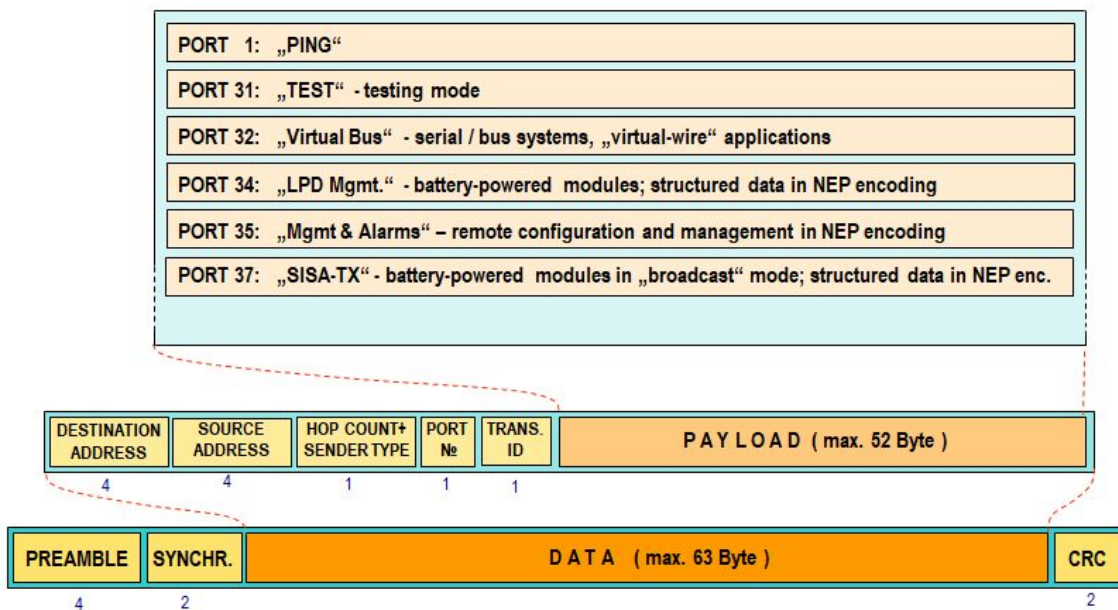 PORT 1: „PING“
PORT 31: „TEST“ - testing mode
PORT 32: „Virtual Bus“ - serial / bus systems, „virtual-wire“ applications
PORT 34: „LPD Mgmt.“ - battery-powered modules; structured data in NEP encoding
PORT 35: „Mgmt & Alarms“ – remote configuration and management in NEP encoding
PORT 37: „SISA-TX“ - battery-powered modules in „broadcast“ mode; structured data in NEP enc.
DESTINATION ADDRESS
SOURCE ADDRESS
HOP COUNT+ SENDER TYPE
PORT №
TRANS. ID
PAYLOAD ( max. 52 Byte )
4
4
1
1
1
PREAMBLE
SYNCHR.
DATA ( max. 63 Byte )
CRC
4
2
2